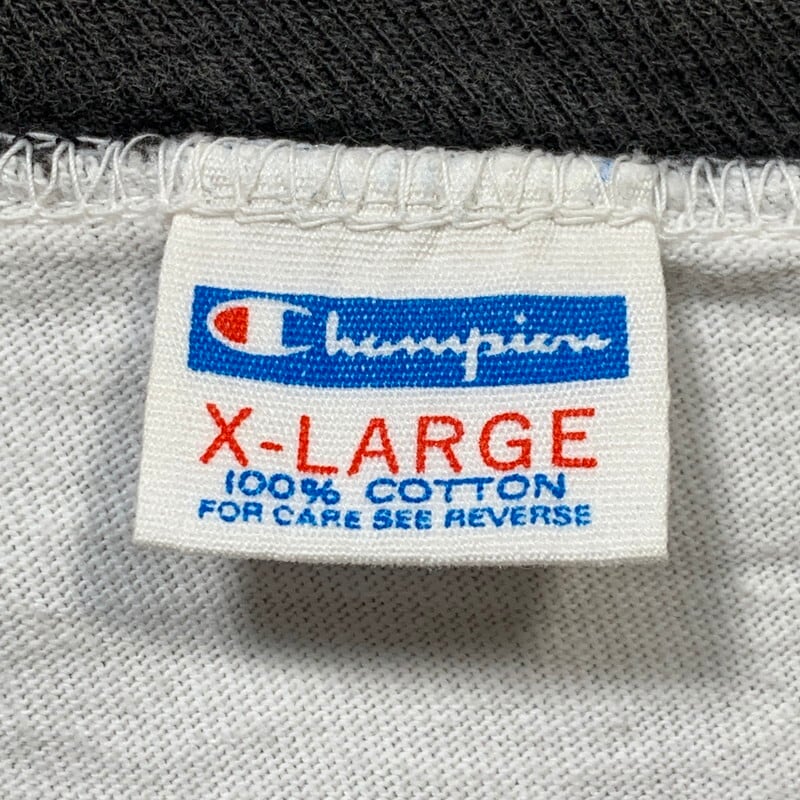 Champion
X-LARGE
100% COTTON
FOR CARE SEE REVERSE